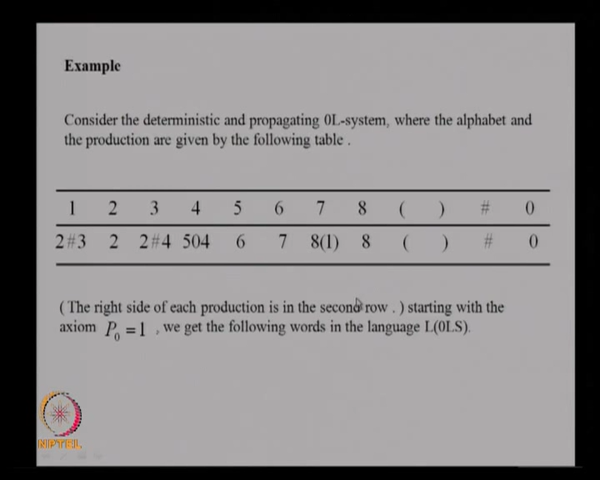 Example
Consider the deterministic and propagating 0L-system, where the alphabet and
the production are given by the following table .
1 2 3 4 5 6 7 8 ( ) # 0
2#3 2 2#4 504 6 7 8(1) 8 ( ) # 0
( The right side of each production is in the second row . ) starting with the
axiom P₀ =1 , we get the following words in the language L(0LS).
NPTEL